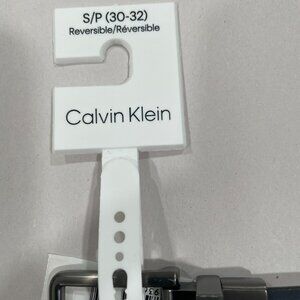 S/P (30-32)
Reversible/Réversible
Calvin Klein